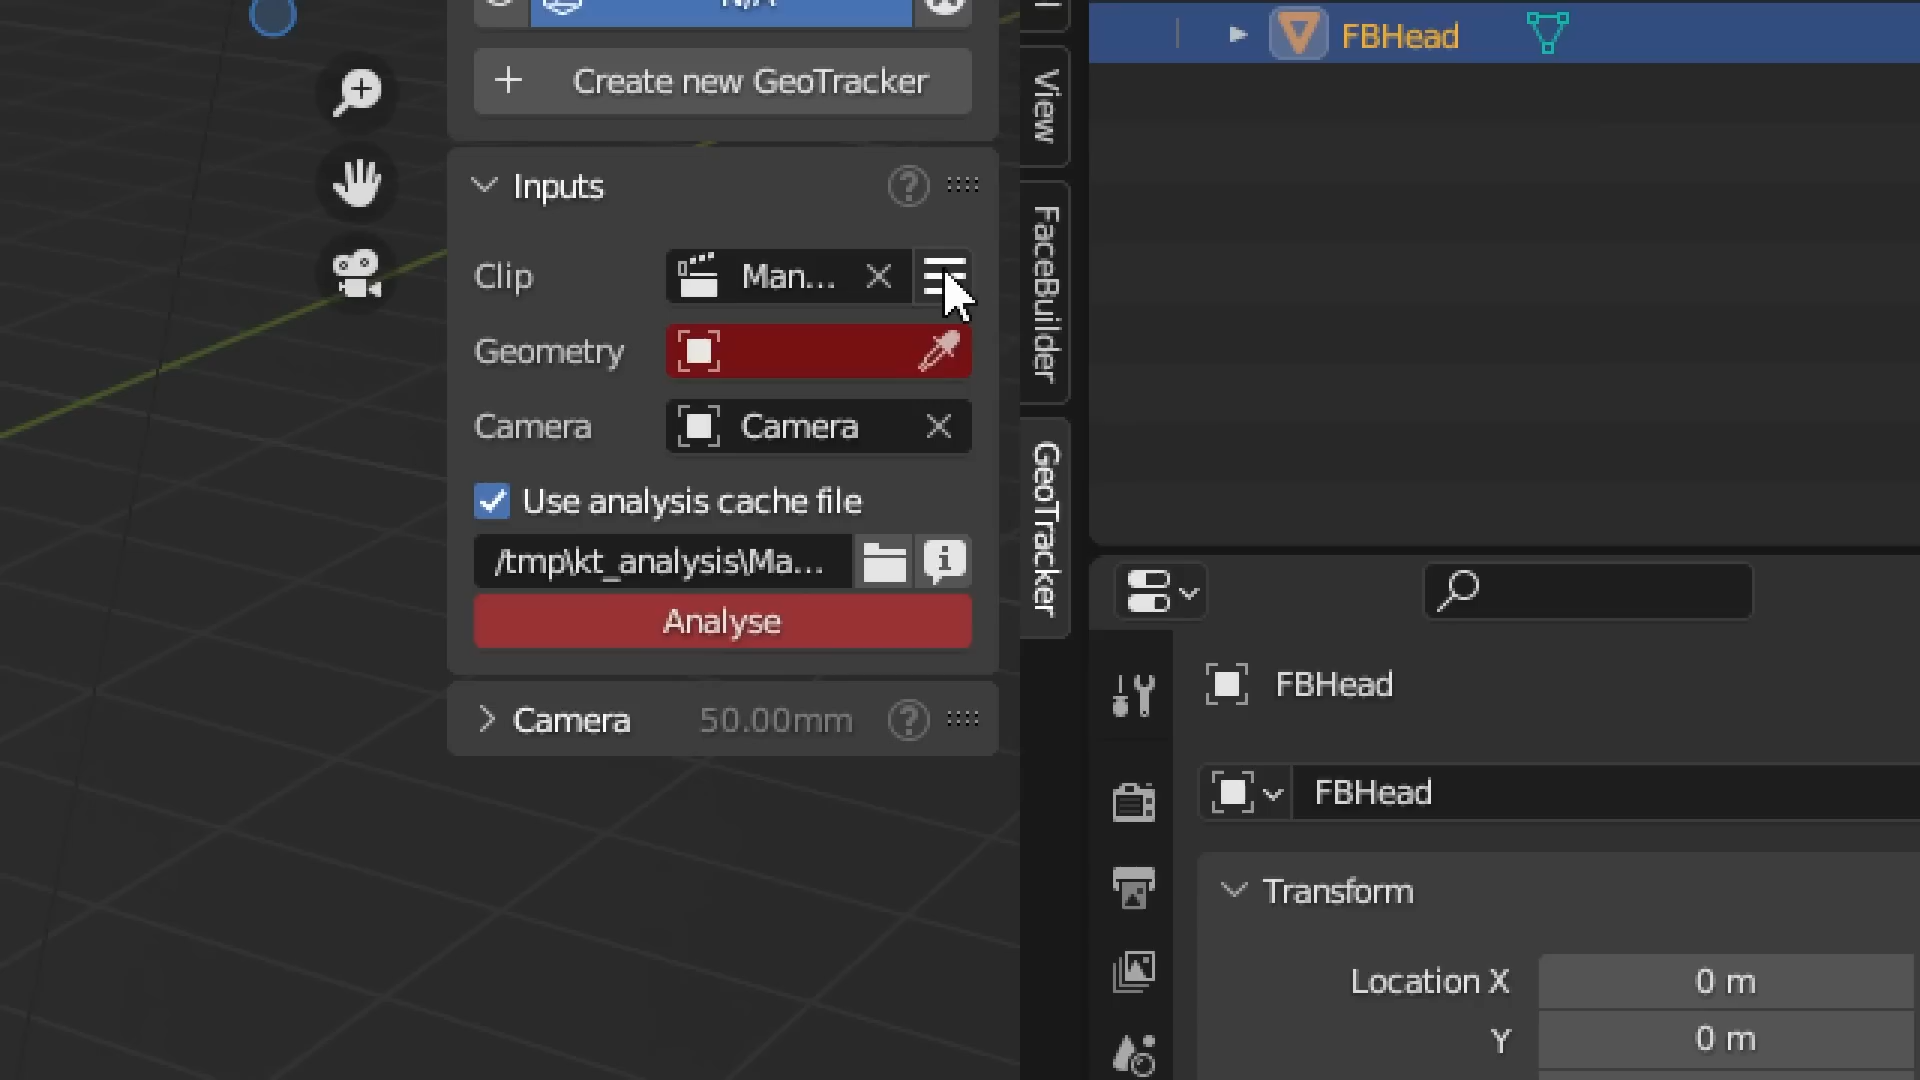 FBHead
Create new GeoTracker
View
Inputs
FaceBuilder
Clip
Man...
Geometry
Camera
Camera
GeoTracker
Use analysis cache file
/tmp\kt_analysis\Ma...
Analyse
FBHead
Camera
50.00mm
FBHead
Transform
Location X
0 m
Y
0 m